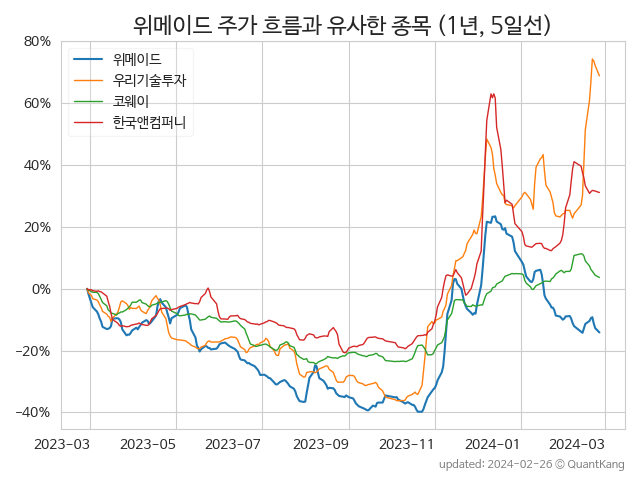 위메이드 주가 흐름과 유사한 종목 (1년, 5일선)
위메이드
우리기술투자
코웨이
한국앤컴퍼니
80%
60%
40%
20%
0%
−20%
−40%
2023-03 2023-05 2023-07 2023-09 2023-11 2024-01 2024-03
updated: 2024-02-26 © QuantKang